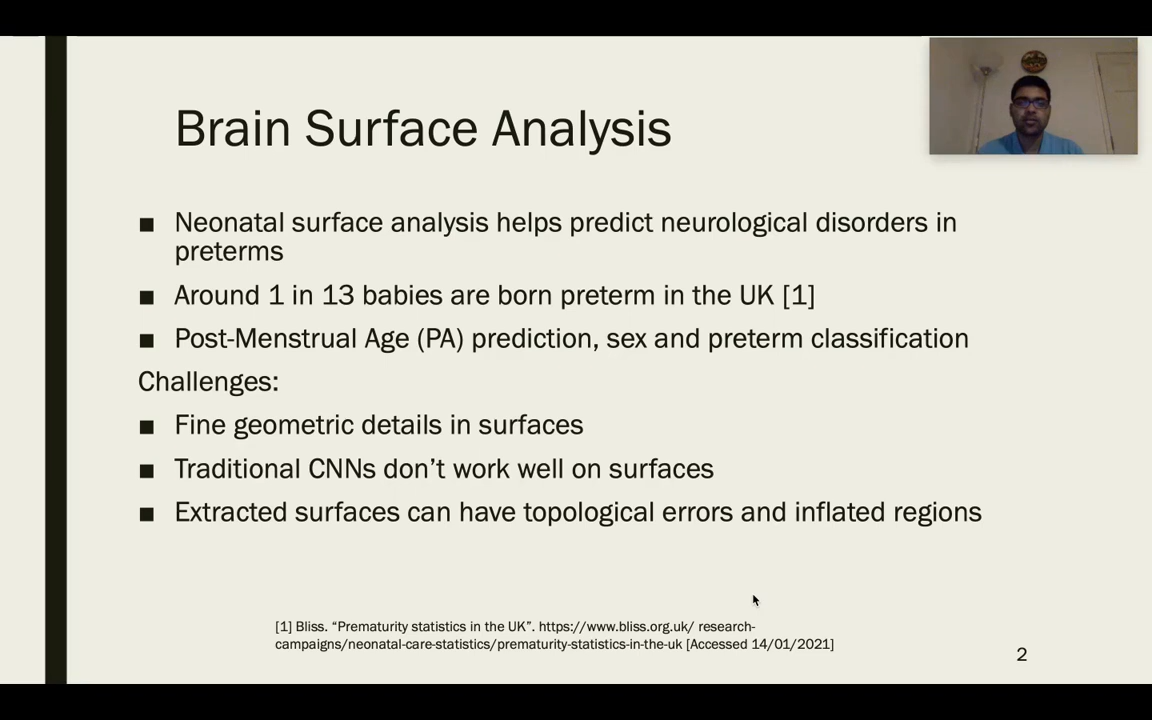 Brain Surface Analysis
■ Neonatal surface analysis helps predict neurological disorders in
preterms
■ Around 1 in 13 babies are born preterm in the UK [1]
■ Post-Menstrual Age (PA) prediction, sex and preterm classification
Challenges:
■ Fine geometric details in surfaces
■ Traditional CNNs don’t work well on surfaces
■ Extracted surfaces can have topological errors and inflated regions
[1] Bliss. “Prematurity statistics in the UK”. https://www.bliss.org.uk/ research-
campaigns/neonatal-care-statistics/prematurity-statistics-in-the-uk [Accessed 14/01/2021]
2